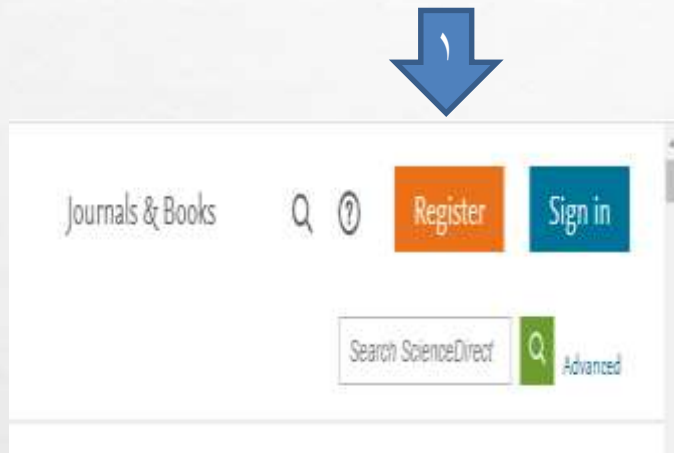 ١
Journals & Books Register Sign in
Search ScienceDirect Advanced